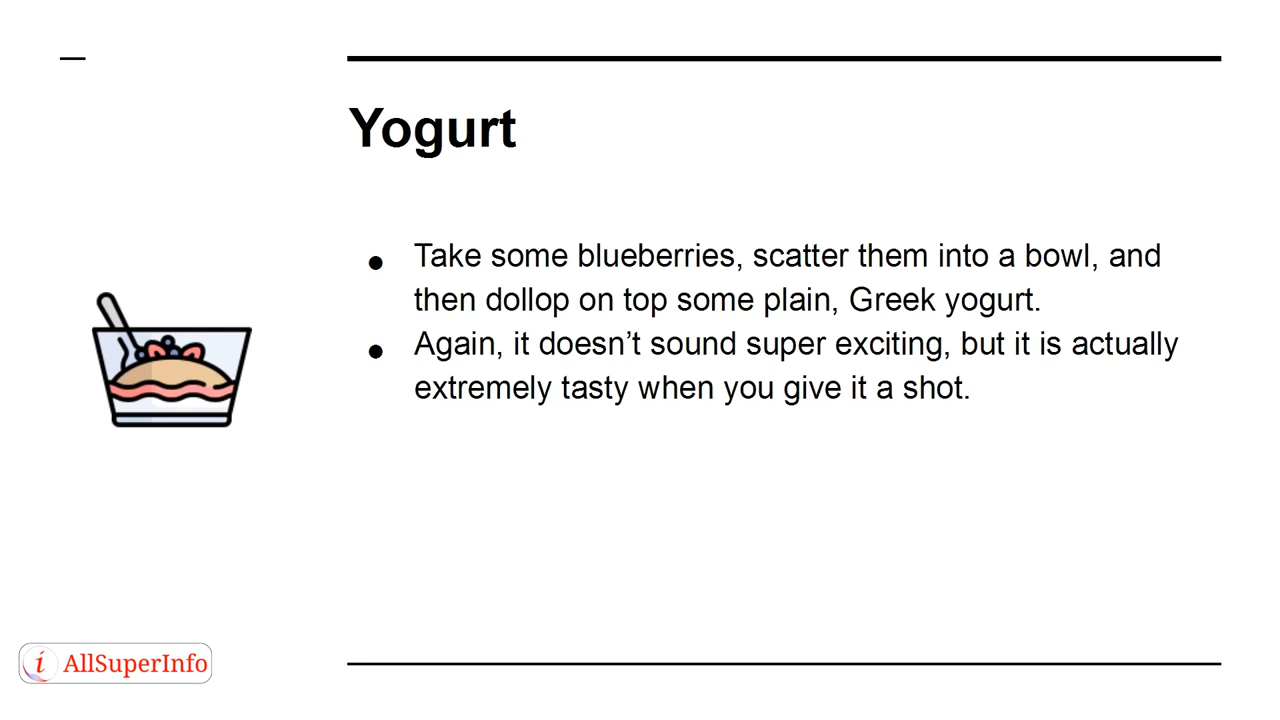 Yogurt
● Take some blueberries, scatter them into a bowl, and
then dollop on top some plain, Greek yogurt.
● Again, it doesn’t sound super exciting, but it is actually
extremely tasty when you give it a shot.
i AllSuperInfo